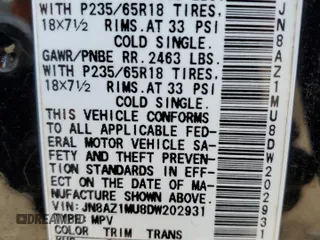 WITH P235/65R18 TIRES,
18X7½ RIMS.AT 33 PSI
COLD SINGLE.
GAWR/PNBE RR. 2463 LBS.
WITH P235/65R18 TIRES,
18X7½ RIMS.AT 33 PSI
COLD SINGLE.
THIS VEHICLE CONFORMS
TO ALL APPLICABLE FED-
ERAL MOTOR VEHICLE SA-
FETY AND THEFT PREVEN-
TION STANDARDS IN EF-
FECT ON THE DATE OF MA-
NUFACTURE SHOWN ABOVE.
VIN: JN8AZ1MU8DW202931
MPV
COLOR TRIM TRANS
JN8AZ1MU8DW202931